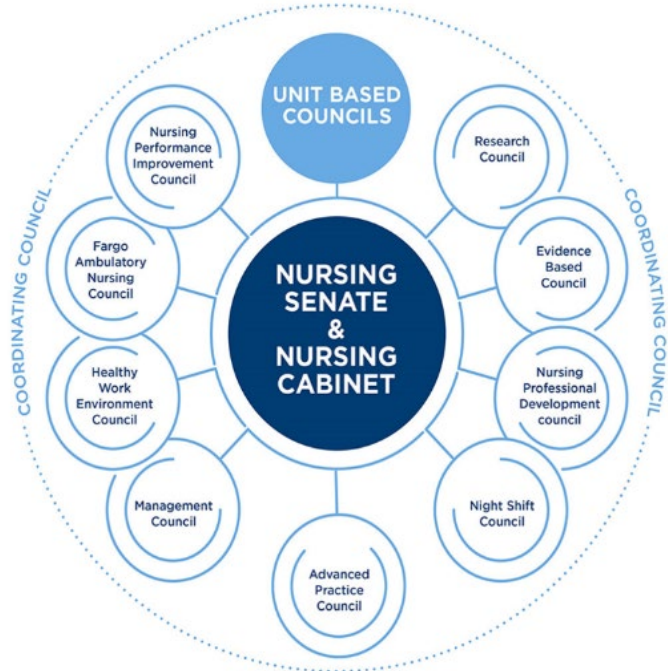 UNIT BASED
COUNCILS
Nursing
Performance
Improvement
Council
Research
Council
COORDINATING COUNCIL
COORDINATING COUNCIL
Fargo
Ambulatory
Nursing
Council
Evidence
Based
Council
NURSING
SENATE
&
NURSING
CABINET
Healthy
Work
Environment
Council
Nursing
Professional
Development
council
Management
Council
Night Shift
Council
Advanced
Practice
Council